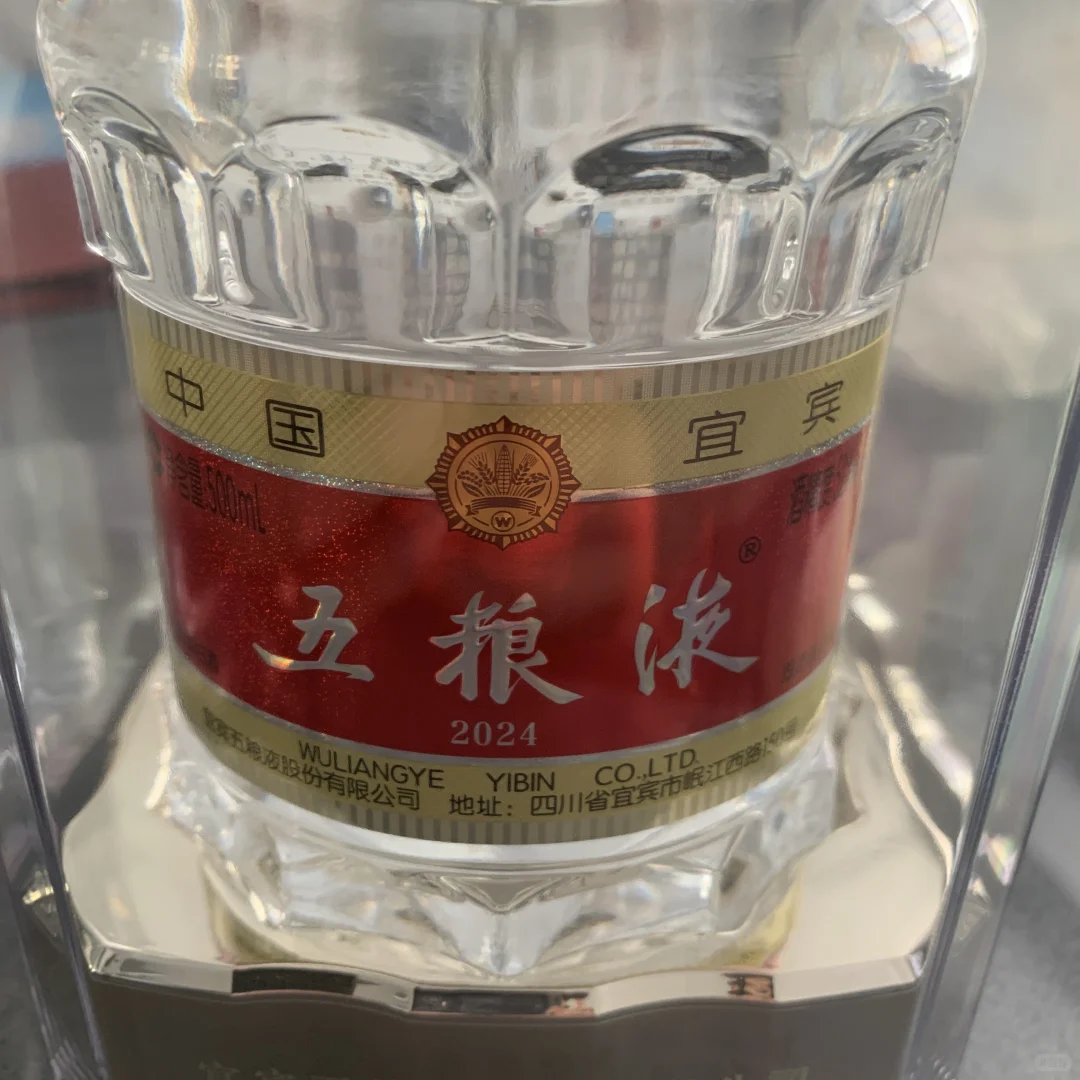 中国 宜宾
500mL
五粮液®
2024
WULIANGYE YIBIN CO.,LTD.
宜宾五粮液股份有限公司 地址：四川省宜宾市岷江西路150号
W